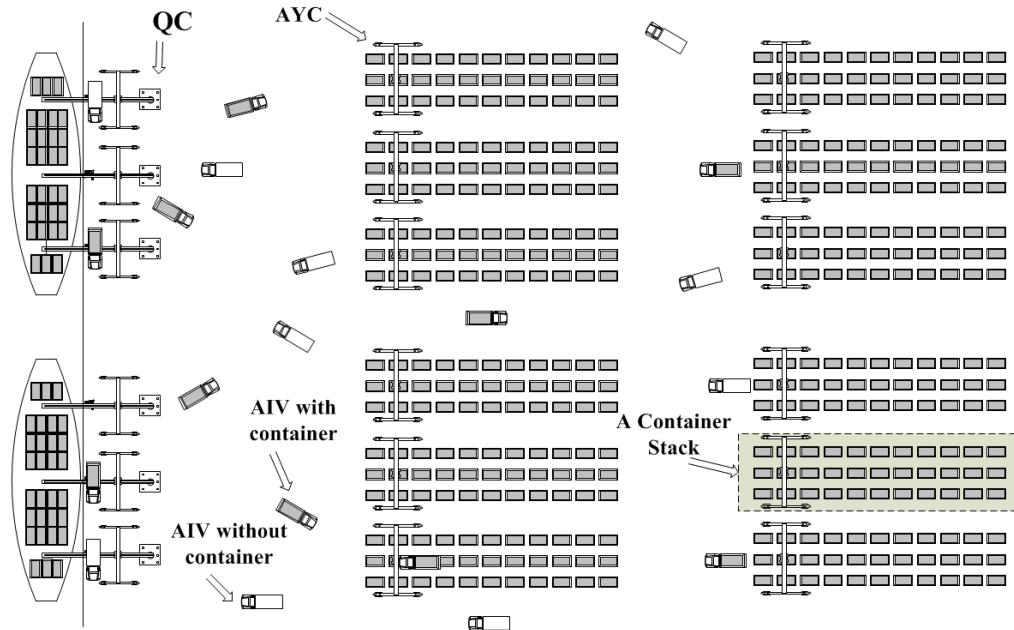 QC
AYC
AIV with
container
A Container
Stack
AIV without
container